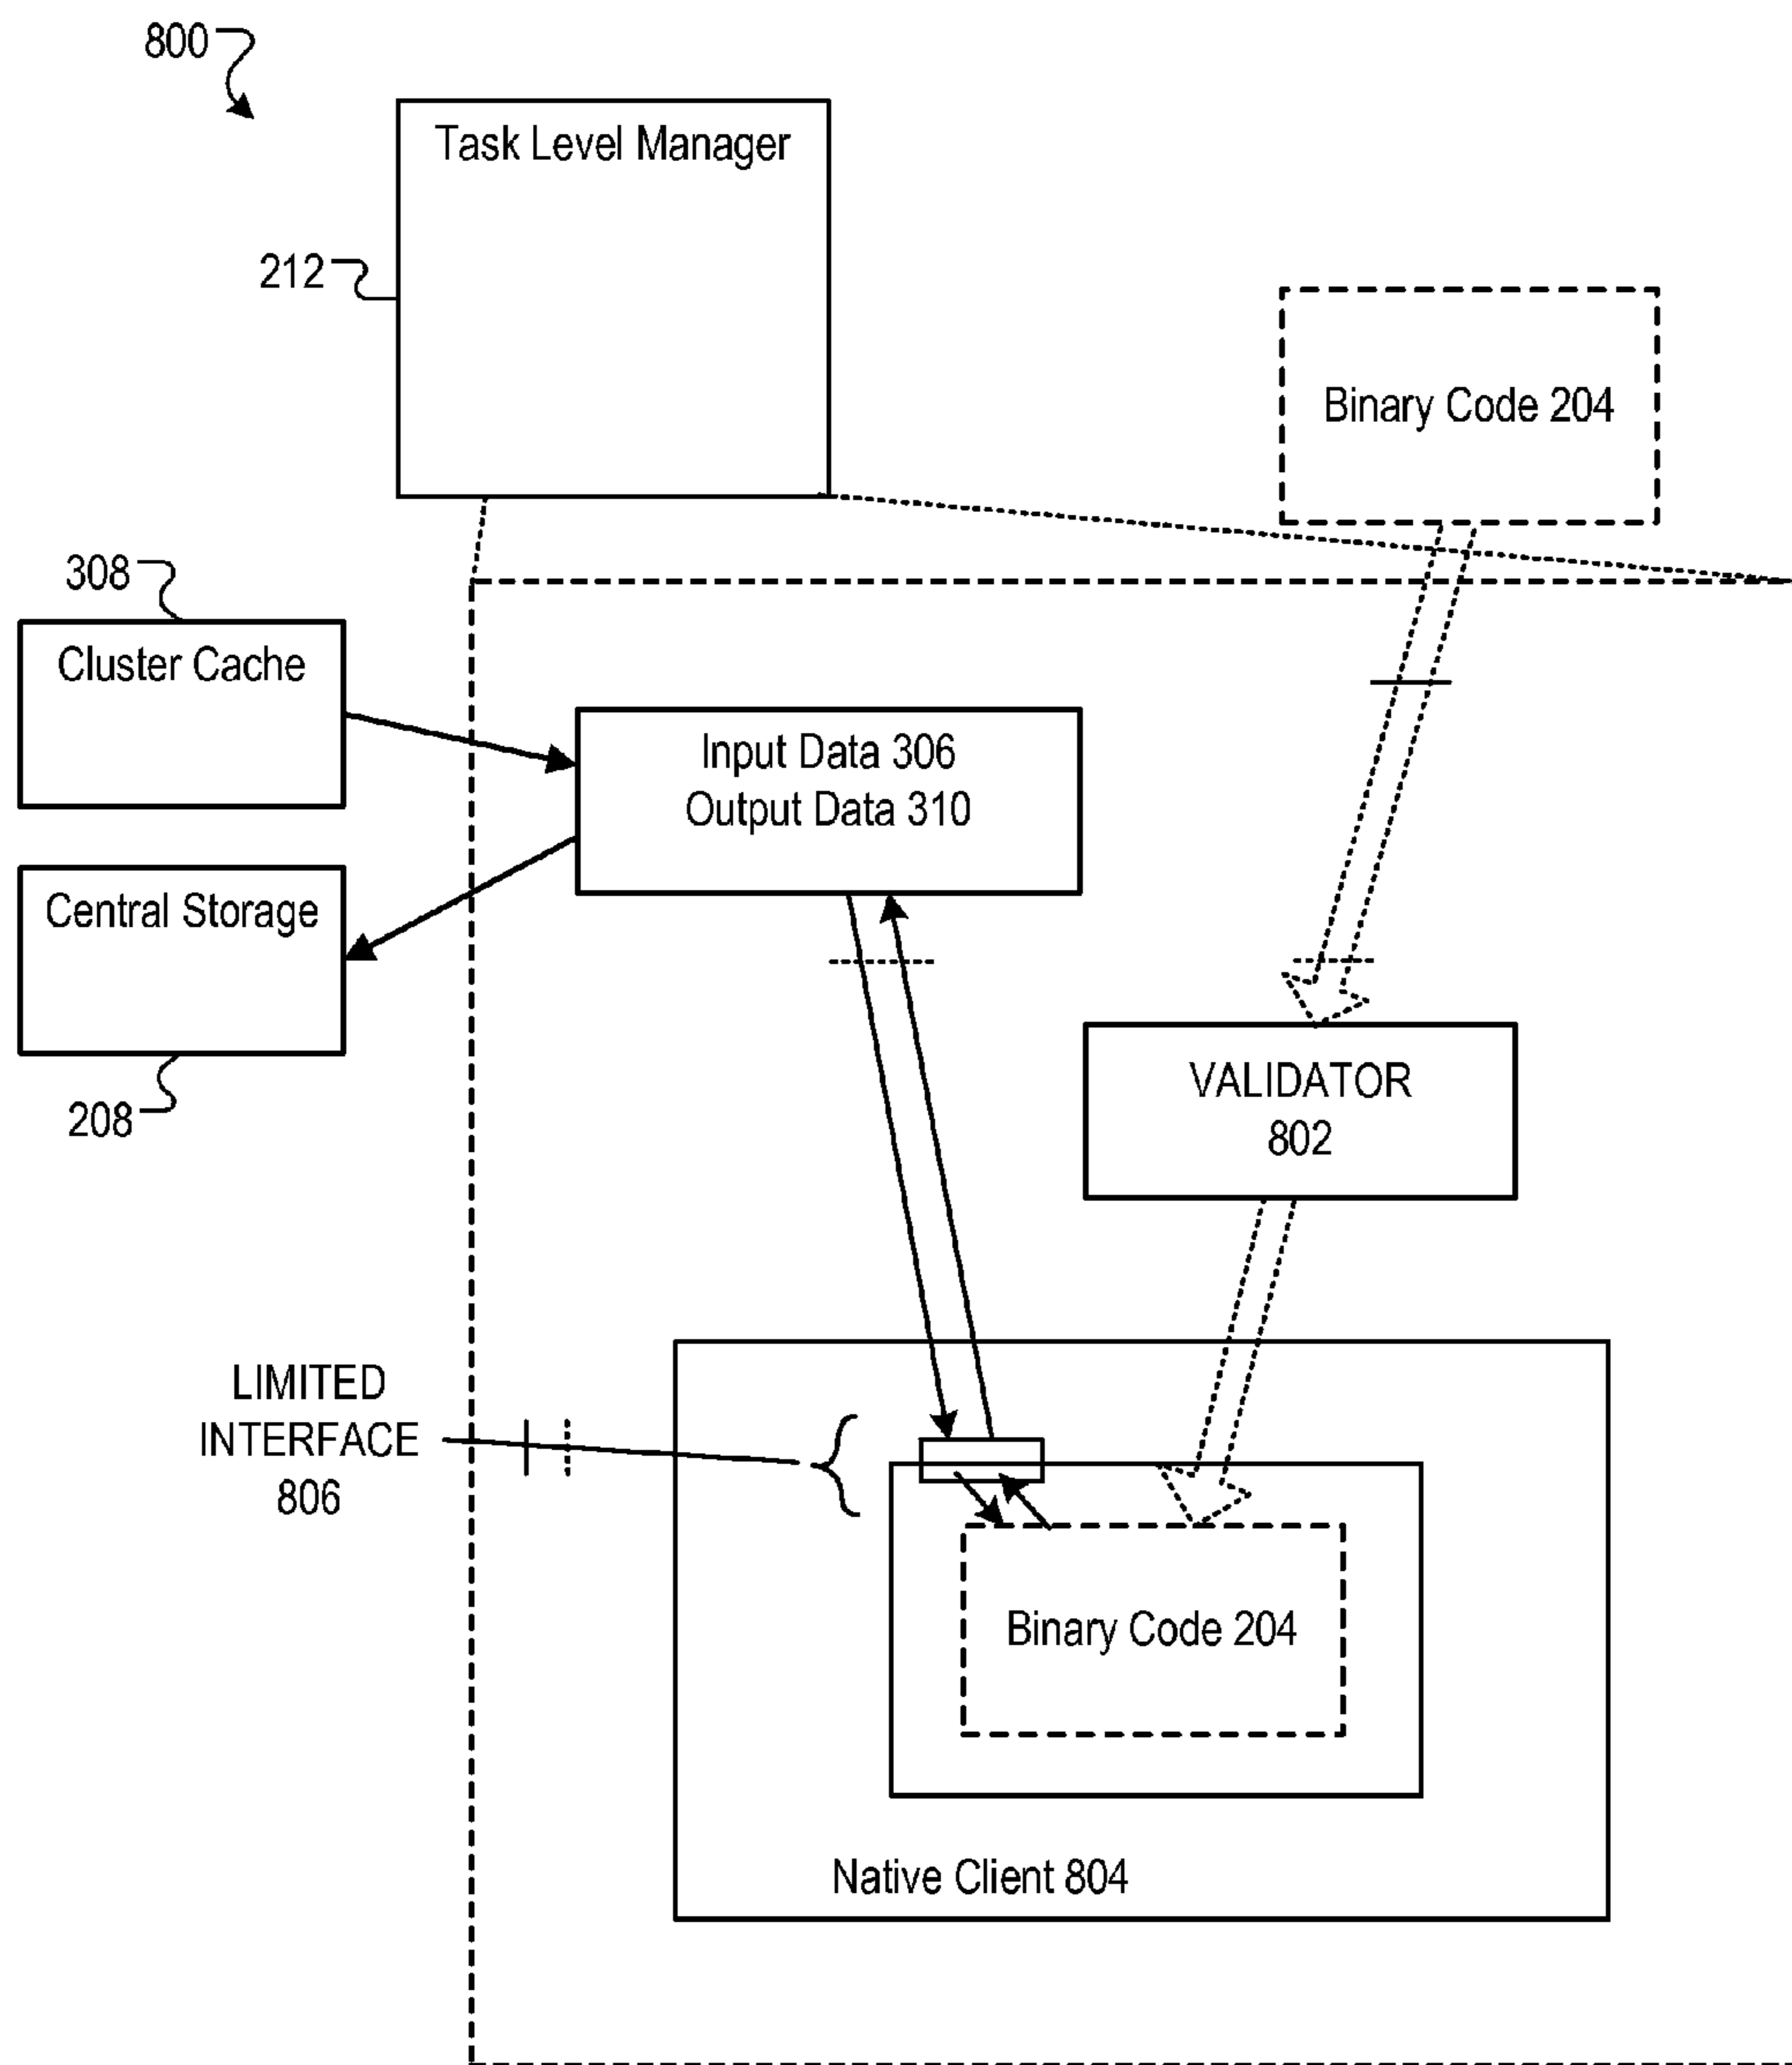 800
Task Level Manager
212
Binary Code 204
308
Cluster Cache
Input Data 306
Output Data 310
Central Storage
208
VALIDATOR
802
LIMITED
INTERFACE
806
Binary Code 204
Native Client 804